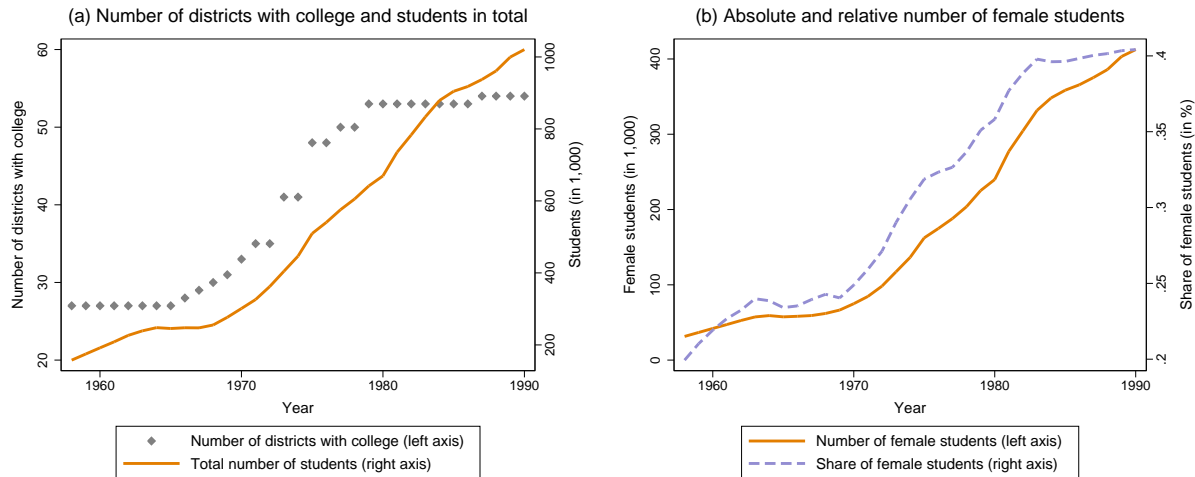 (a) Number of districts with college and students in total
Number of districts with college
60
50
40
30
20
1000
800
600
400
200
Students (in 1,000)
1960
1970
1980
1990
Year
Number of districts with college (left axis)
Total number of students (right axis)
(b) Absolute and relative number of female students
Female students (in 1,000)
400
300
200
100
0
.4
.35
.3
.25
.2
Share of female students (in %)
1960
1970
1980
1990
Year
Number of female students (left axis)
Share of female students (right axis)